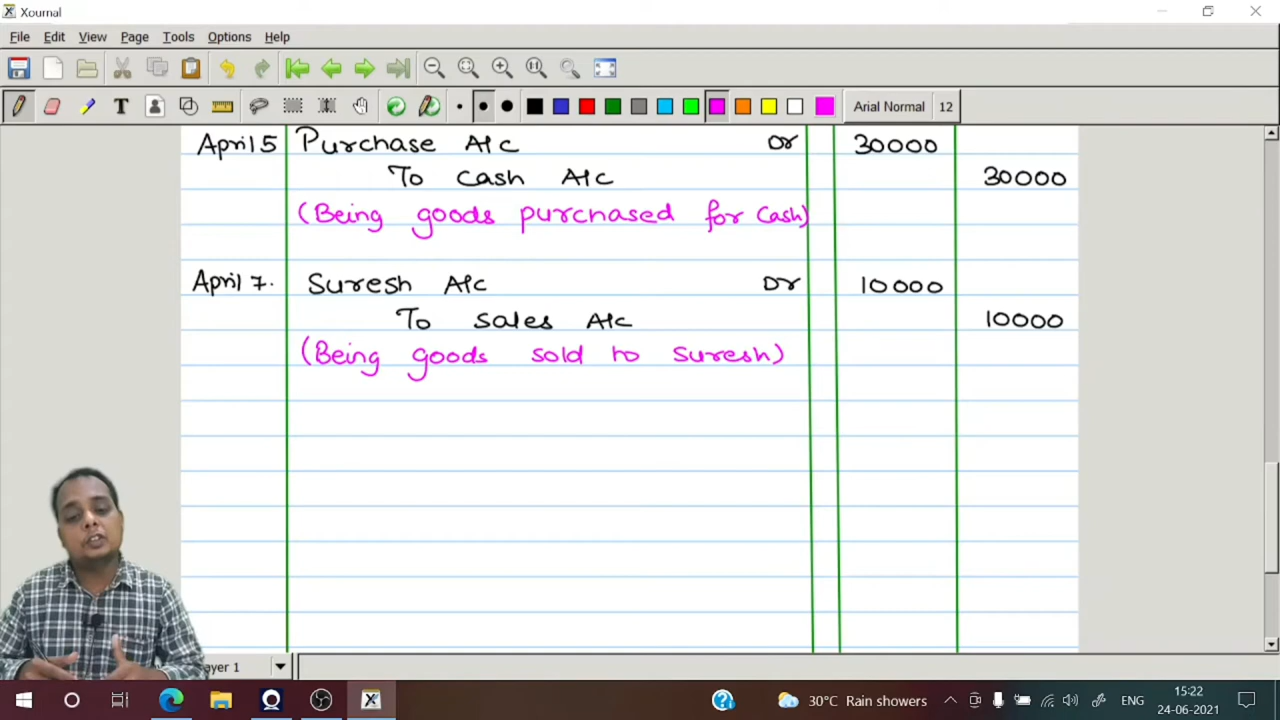 Xournal
File Edit View Page Tools Options Help
Arial Normal 12
April 5 Purchase A/c Dr 30000
To Cash A/c 30000
(Being goods purchased for Cash)
April 7. Suresh A/c Dr 10000
To Sales A/c 10000
(Being goods sold to Suresh)
ayer 1
30°C Rain showers ENG 15:22
24-06-2021